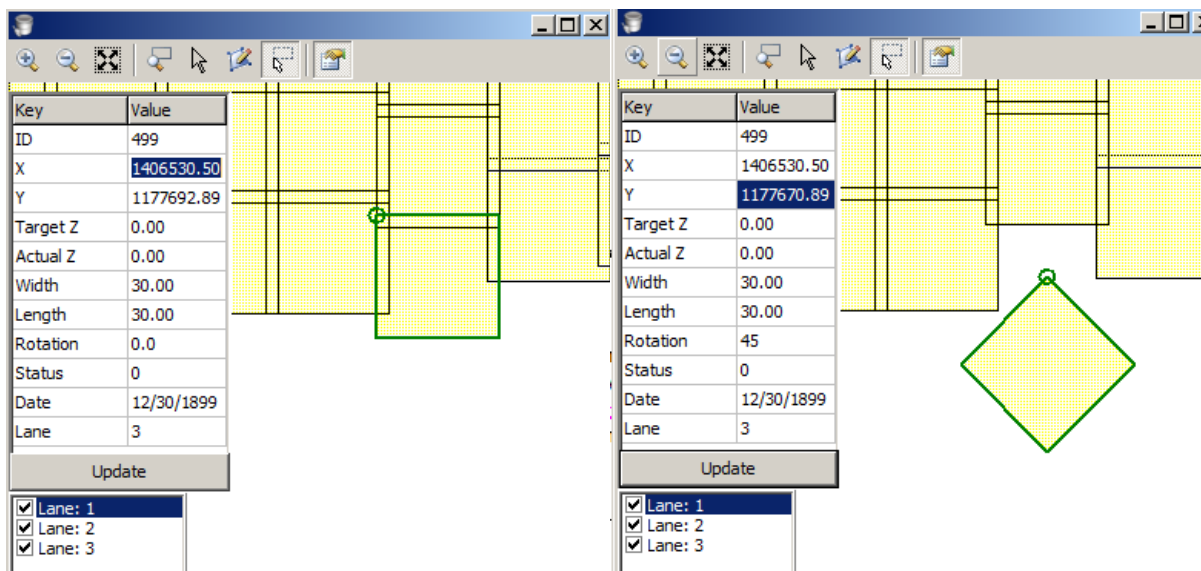 Key Value
ID 499
X 1406530.50
Y 1177692.89
Target Z 0.00
Actual Z 0.00
Width 30.00
Length 30.00
Rotation 0.0
Status 0
Date 12/30/1899
Lane 3
Update
Lane: 1
Lane: 2
Lane: 3
Key Value
ID 499
X 1406530.50
Y 1177670.89
Target Z 0.00
Actual Z 0.00
Width 30.00
Length 30.00
Rotation 45
Status 0
Date 12/30/1899
Lane 3
Update
Lane: 1
Lane: 2
Lane: 3